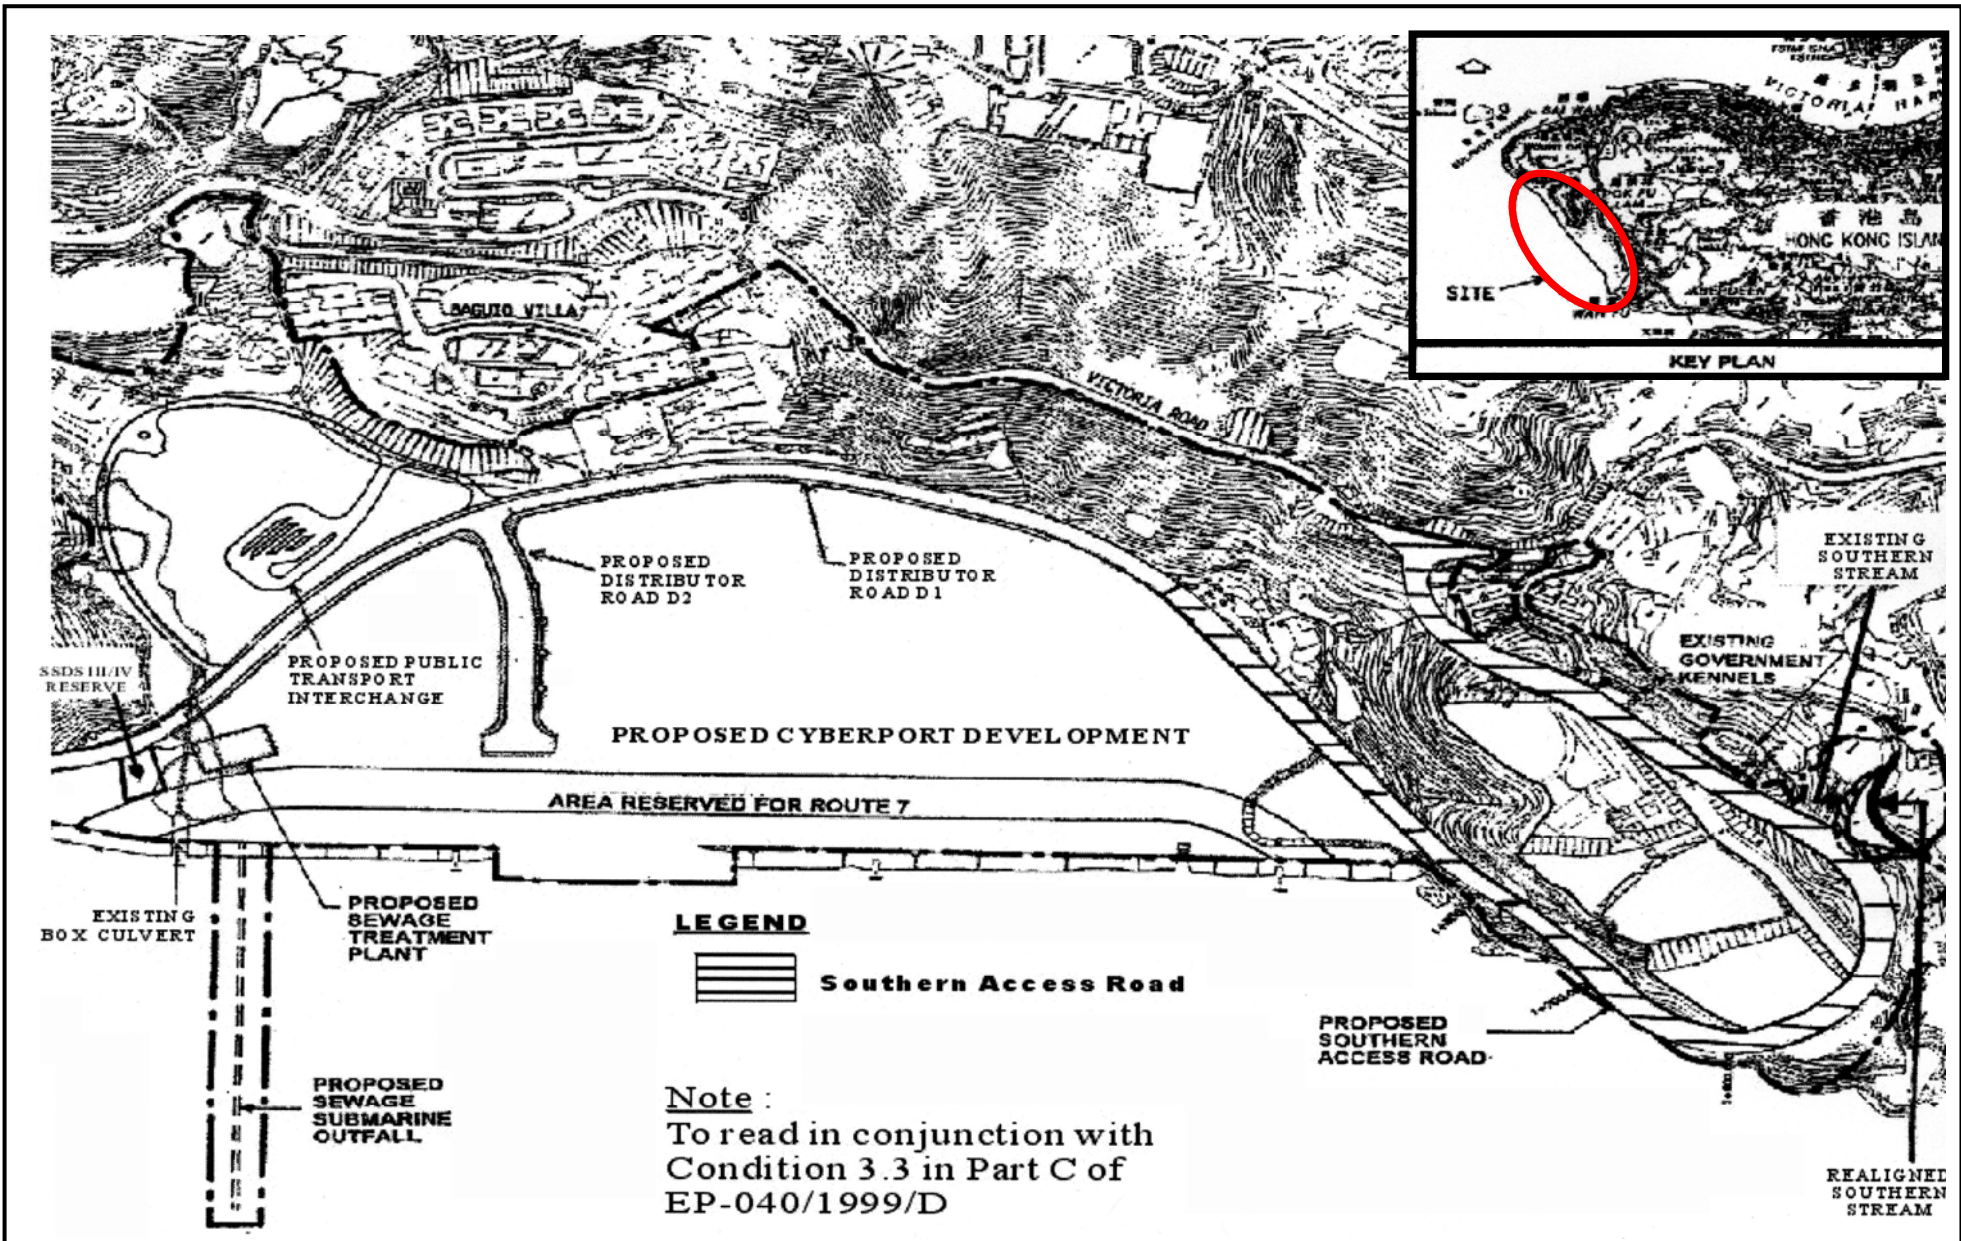 VICTORIA HAR
香港島
HONG KONG ISLAN
ABERDEEN
SITE
KEY PLAN
BAGUIO VILLA
VICTORIA ROAD
EXISTING
SOUTHERN
STREAM
PROPOSED
DISTRIBUTOR
ROAD D2
PROPOSED
DISTRIBUTOR
ROAD D1
EXISTING
GOVERNMENT
KENNELS
SSDS III/IV
RESERVE
PROPOSED PUBLIC
TRANSPORT
INTERCHANGE
PROPOSED CYBERPORT DEVELOPMENT
AREA RESERVED FOR ROUTE 7
EXISTING
BOX CULVERT
PROPOSED
SEWAGE
TREATMENT
PLANT
LEGEND
Southern Access Road
PROPOSED
SOUTHERN
ACCESS ROAD
PROPOSED
SEWAGE
SUBMARINE
OUTFALL
Note :
To read in conjunction with
Condition 3.3 in Part C of
EP-040/1999/D
REALIGNED
SOUTHERN
STREAM